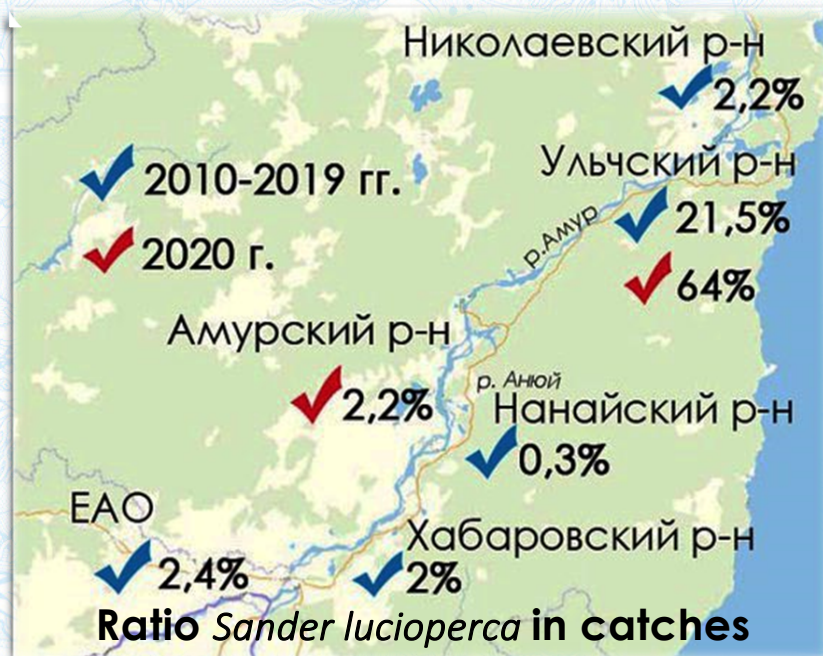 Николаевский р-н
2,2%
Ульчский р-н
2010-2019 гг.
21,5%
р.Амур
2020 г.
64%
Амурский р-н
р. Анюй
2,2%
Нанайский р-н
0,3%
ЕАО
Хабаровский р-н
2,4%
2%
Ratio Sander lucioperca in catches